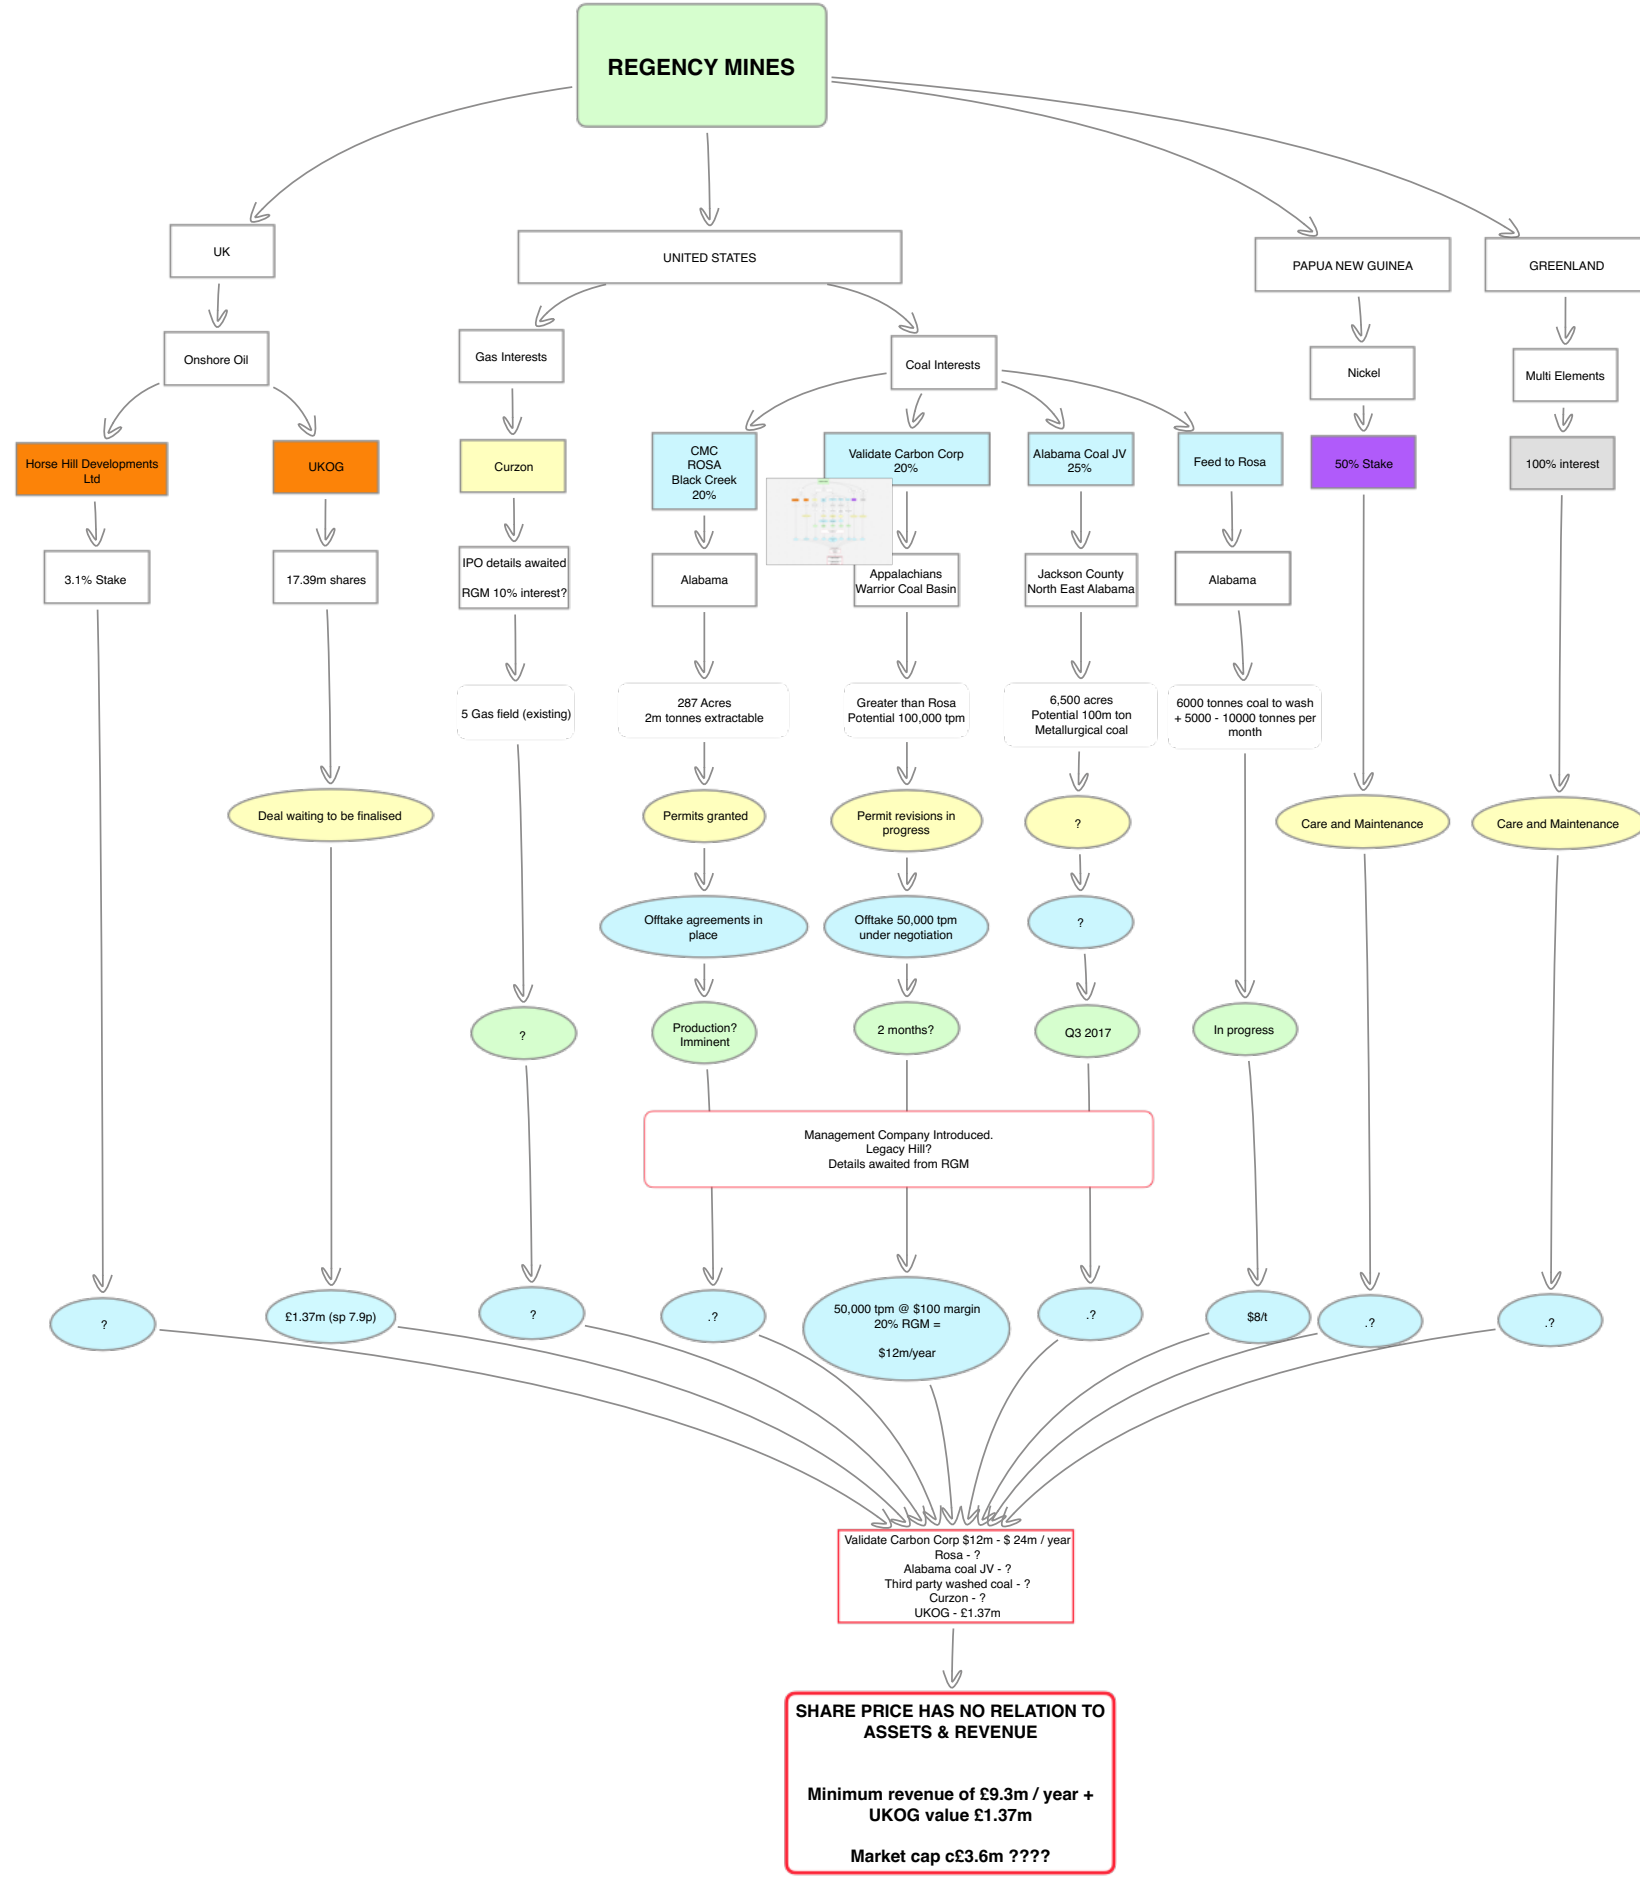 REGENCY MINES
UK
UNITED STATES
PAPUA NEW GUINEA
GREENLAND
Onshore Oil
Gas Interests
Coal Interests
Nickel
Multi Elements
Horse Hill Developments
Ltd
UKOG
Curzon
CMC
ROSA
Black Creek
20%
Validate Carbon Corp
20%
Alabama Coal JV
25%
Feed to Rosa
50% Stake
100% interest
3.1% Stake
17.39m shares
IPO details awaited
RGM 10% interest?
Alabama
Appalachians
Warrior Coal Basin
Jackson County
North East Alabama
Alabama
5 Gas field (existing)
287 Acres
2m tonnes extractable
Greater than Rosa
Potential 100,000 tpm
6,500 acres
Potential 100m ton
Metallurgical coal
6000 tonnes coal to wash
+ 5000 - 10000 tonnes per
month
Deal waiting to be finalised
Permits granted
Permit revisions in
progress
?
Care and Maintenance
Care and Maintenance
Offtake agreements in
place
Offtake 50,000 tpm
under negotiation
?
?
Production?
Imminent
2 months?
Q3 2017
In progress
Management Company Introduced.
Legacy Hill?
Details awaited from RGM
?
£1.37m (sp 7.9p)
?
.?
50,000 tpm @ $100 margin
20% RGM =
$12m/year
.?
$8/t
.?
.?
Validate Carbon Corp $12m - $ 24m / year
Rosa - ?
Alabama coal JV - ?
Third party washed coal - ?
Curzon - ?
UKOG - £1.37m
SHARE PRICE HAS NO RELATION TO
ASSETS & REVENUE
Minimum revenue of £9.3m / year +
UKOG value £1.37m
Market cap c£3.6m ????